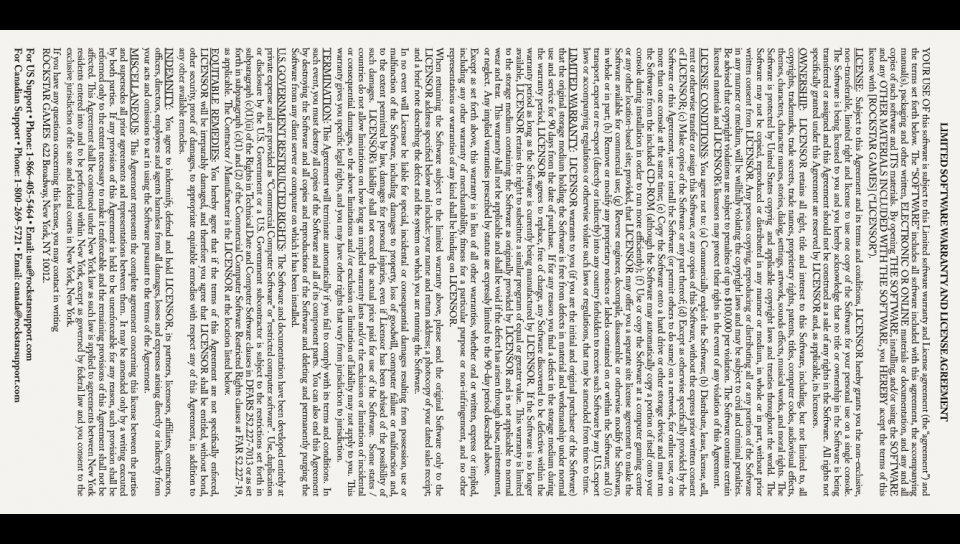 LIMITED SOFTWARE WARRANTY AND LICENSE AGREEMENT
YOUR USE OF this software is subject to this Limited software warranty and license agreement (the "agreement") and
the terms set forth below. The "SOFTWARE" includes all software included with this agreement, the accompanying
manual(s), packaging and other written, ELECTRONIC OR ONLINE materials or documentation, and any and all
copies of such software and ITS materials. By opening THE SOFTWARE, installing, and/or using the SOFTWARE
and any OTHER MATERIALS INCLUDED WITH THE SOFTWARE, you HEREBY accept the terms of this
license with [ROCKSTAR GAMES] ("LICENSOR").
LICENSE: Subject to this Agreement and its terms and conditions, LICENSOR hereby grants you the non-exclusive,
non-transferable, limited right and license to use one copy of the Software for your personal use on a single console.
The Software is being licensed to you and you hereby acknowledge that no title or ownership in the Software is being
transferred or assigned and this Agreement should not be construed as a sale of any rights in the Software. All rights not
specifically granted under this Agreement are reserved by LICENSOR and, as applicable, its licensors.
OWNERSHIP: LICENSOR retains all right, title and interest to this Software, including, but not limited to, all
copyrights, trademarks, trade secrets, trade names, proprietary rights, patents, titles, computer codes, audiovisual effects,
themes, characters, character names, stories, dialog, settings, artwork, sounds effects, musical works, and moral rights. The
Software is protected by United States copyright law and applicable copyright laws and treaties throughout the world. The
Software may not be copied, reproduced or distributed in any manner or medium, in whole or in part, without prior
written consent from LICENSOR. Any persons copying, reproducing or distributing all or any portions of the Software
in any manner or medium, will be willfully violating the copyright laws and may be subject to civil and criminal penalties.
Be advised that Copyright violations are subject to penalties of up to $100,000 per violation. The Software contains certain
licensed materials and LICENSOR's licensors may protect their rights in the event of any violation of this Agreement.
LICENSE CONDITIONS: You agree not to: (a) Commercially exploit the Software; (b) Distribute, lease, license, sell,
rent or otherwise transfer or assign this Software, or any copies of this Software, without the express prior written consent
of LICENSOR; (c) Make copies of the Software or any part thereof; (d) Except as otherwise specifically provided by the
Software or this Agreement, use or install the Software (or permit others to do same) on a network, for online use, or on
more than one console at the same time; (e) Copy the Software onto a hard drive or other storage device and must run
the Software from the included CD-ROM (although the Software may automatically copy a portion of itself onto your
console during installation in order to run more efficiently); (f) Use or copy the Software at a computer gaming center
or any other location-based site; provided, that LICENSOR may offer you a separate site license agreement to make the
Software available for commercial use; (g) Reverse engineer, decompile, disassemble or otherwise modify the Software,
in whole or in part; (h) Remove or modify any proprietary notices or labels contained on or within the Software; and (i)
transport, export or re-export (directly or indirectly) into any country forbidden to receive such Software by any U.S. export
laws or accompanying regulations or otherwise violate such laws or regulations, that may be amended from time to time.
LIMITED WARRANTY: LICENSOR warrants to you (if you are the initial and original purchaser of the Software)
that the original storage medium holding the Software is free from defects in material and workmanship under normal
use and service for 90 days from the date of purchase. If for any reason you find a defect in the storage medium during
the warranty period, LICENSOR agrees to replace, free of charge, any Software discovered to be defective within the
warranty period as long as the Software is currently being manufactured by LICENSOR. If the Software is no longer
available, LICENSOR retains the right to substitute a similar program of equal or greater value. This warranty is limited
to the storage medium containing the Software as originally provided by LICENSOR and is not applicable to normal
wear and tear. This warranty shall not be applicable and shall be void if the defect has arisen through abuse, mistreatment,
or neglect. Any implied warranties prescribed by statute are expressly limited to the 90-day period described above.
Except as set forth above, this warranty is in lieu of all other warranties, whether oral or written, express or implied,
including any other warranty of merchantability, fitness for a particular purpose or non-infringement, and no other
representations or warranties of any kind shall be binding on LICENSOR.
When returning the Software subject to the limited warranty above, please send the original Software only to the
LICENSOR address specified below and include: your name and return address; a photocopy of your dated sales receipt;
and a brief note describing the defect and the system on which you are running the Software.
In no event will LICENSOR be liable for special, incidental or consequential damages resulting from possession, use or
malfunction of the Software, including damages to property, loss of goodwill, computer failure or malfunction and,
to the extent permitted by law, damages for personal injuries, even if Licensor has been advised of the possibility of
such damages. LICENSOR's liability shall not exceed the actual price paid for use of the Software. Some states /
countries do not allow limitations on how long an implied warranty lasts and/or the exclusion or limitation of incidental
or consequential damages, so the above limitations and/or exclusion or limitation of liability may not apply to you. This
warranty gives you specific legal rights, and you may have other rights that vary from jurisdiction to jurisdiction.
TERMINATION: This Agreement will terminate automatically if you fail to comply with its terms and conditions. In
such event, you must destroy all copies of the Software and all of its component parts. You can also end this Agreement
by destroying the Software and all copies and reproductions of the Software and deleting and permanently purging the
Software from any client server or computer on which it has been installed.
U.S. GOVERNMENT RESTRICTED RIGHTS: The Software and documentation have been developed entirely at
private expense and are provided as "Commercial Computer Software" or "restricted computer software." Use, duplication
or disclosure by the U.S. Government or a U.S. Government subcontractor is subject to the restrictions set forth in
subparagraph (c)(1)(ii) of the Rights in Technical Date and Computer Software clauses in DFARS 252.227-7013 or as set
forth in subparagraph (c)(1) and (2) of the Commercial Computer Software Restricted Rights clauses at FAR 52.227-19,
as applicable. The Contractor / Manufacturer is the LICENSOR at the location listed below.
EQUITABLE REMEDIES: You hereby agree that if the terms of this Agreement are not specifically enforced,
LICENSOR will be irreparably damaged, and therefore you agree that LICENSOR shall be entitled, without bond,
other security, proof of damages, to appropriate equitable remedies with respect any of this Agreement, in addition to
any other available remedies.
INDEMNITY: You agree to indemnify, defend and hold LICENSOR, its partners, licensors, affiliates, contractors,
officers, directors, employees and agents harmless from all damages, losses and expenses arising directly or indirectly from
your acts and omissions to act in using the Software pursuant to the terms of the Agreement.
MISCELLANEOUS: This Agreement represents the complete agreement concerning this license between the parties
and supersedes all prior agreements and representations between them. It may be amended only by a writing executed
by both parties. If any provision of this Agreement is held to be unenforceable for any reason, such provision shall be
reformed only to the extent necessary to make it enforceable and the remaining provisions of this Agreement shall not be
affected. This Agreement shall be construed under New York law as such law is applied to agreements between New York
residents entered into and to be performed within New York, except as governed by federal law and you consent to the
exclusive jurisdiction of the state and federal courts in New York, New York.
If you have any questions concerning this license, you may contact in writing
ROCKSTAR GAMES 622 Broadway, New York, NY 10012.
For US Support • Phone: 1-866-405-5464 • Email: usa@rockstarsupport.com
For Canadian Support • Phone: 1-800-269-5721 • Email: canada@rockstarsupport.com